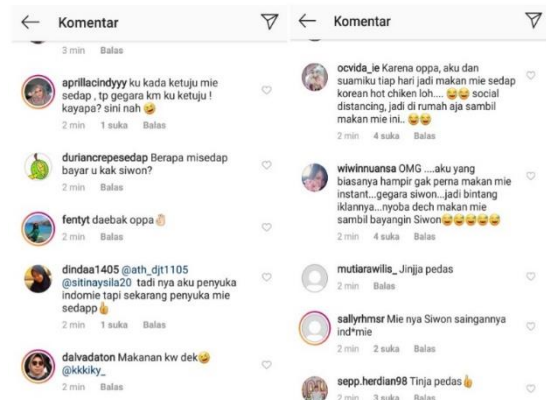 Komentar
3 min Balas
aprillacindyyy ku kada ketuju mie
sedap , tp gegara km ku ketuju !
kayapa? sini nah 🤣
2 min 1 suka Balas
duriancrepesedap Berapa misedap
bayar u kak siwon?
2 min Balas
fentyt daebak oppa👌🏻
2 min Balas
dindaa1405 @ath_djt1105
@sitinaysila20 tadi nya aku penyuka
indomie tapi sekarang penyuka mie
sedapp👍
2 min 1 suka Balas
dalvadaton Makanan kw dek🤣
@kkkiky_
2 min Balas
Komentar
ocvida_ie Karena oppa, aku dan
suamiku tiap hari jadi makan mie sedap
korean hot chiken loh.... 😂😂 social
distancing, jadi di rumah aja sambil
makan mie ini.. 😂😂
2 min 4 suka Balas
wiwinnuansa OMG ....aku yang
biasanya hampir gak perna makan mie
instant...gegara siwon...jadi bintang
iklannya...nyoba dech makan mie
sambil bayangin Siwon😂😂😂😂😂
2 min 4 suka Balas
mutiarawilis_ Jinjja pedas
2 min Balas
sallyrhmsr Mie nya Siwon saingannya
ind*mie
2 min 2 suka Balas
sepp.herdian98 Tinja pedas👍
2 min 3 suka Balas